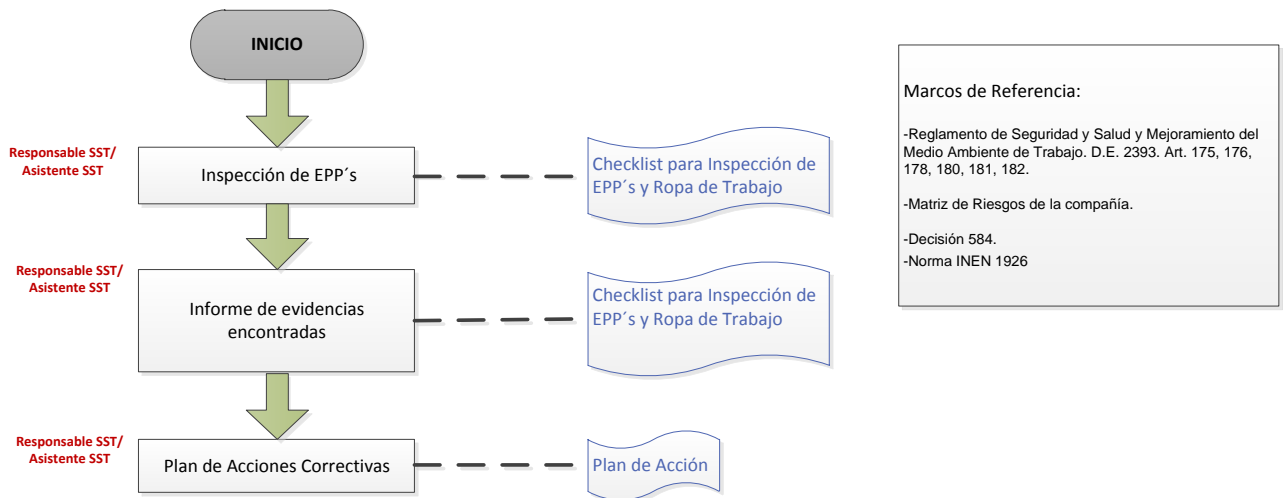 INICIO
Responsable SST/
Asistente SST
Inspección de EPP´s
Checklist para Inspección de
EPP´s y Ropa de Trabajo
Responsable SST/
Asistente SST
Informe de evidencias
encontradas
Checklist para Inspección de
EPP´s y Ropa de Trabajo
Responsable SST/
Asistente SST
Plan de Acciones Correctivas
Plan de Acción
Marcos de Referencia:
-Reglamento de Seguridad y Salud y Mejoramiento del
Medio Ambiente de Trabajo. D.E. 2393. Art. 175, 176,
178, 180, 181, 182.
-Matriz de Riesgos de la compañía.
-Decisión 584.
-Norma INEN 1926